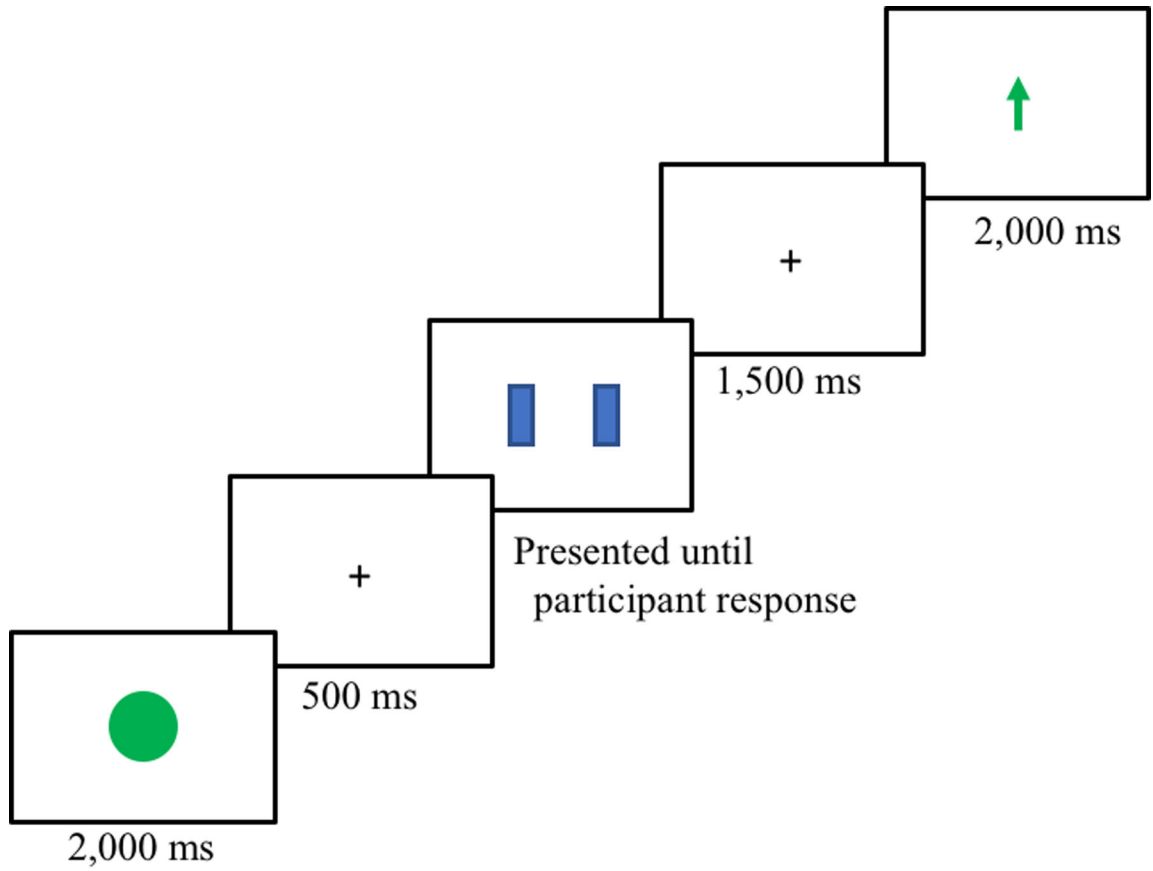 2,000 ms
1,500 ms
Presented until
participant response
500 ms
2,000 ms